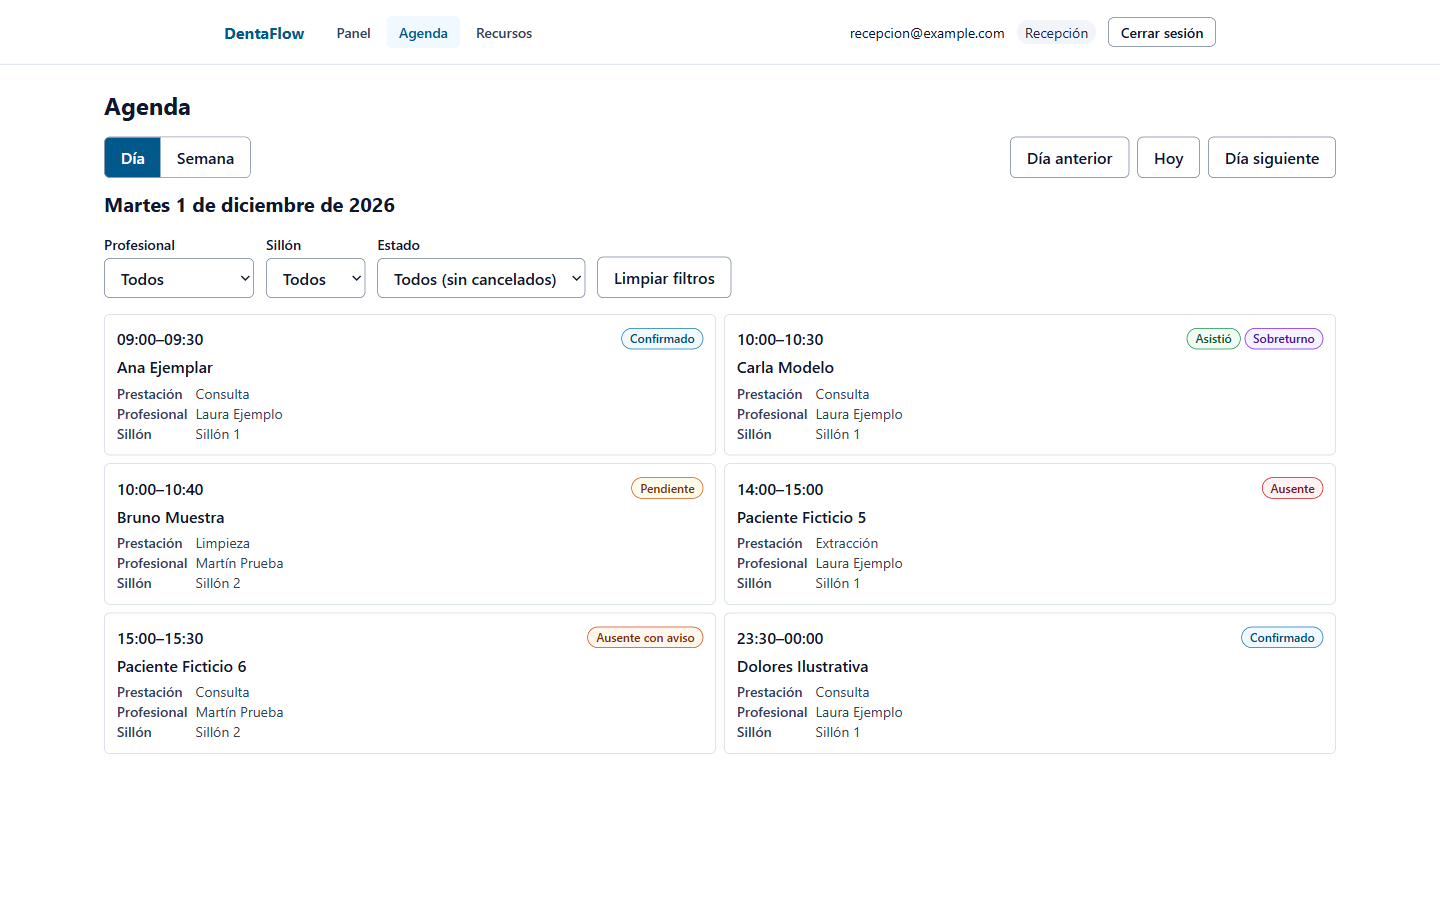 DentaFlow Panel Agenda Recursos recepcion@example.com Recepción Cerrar sesión
Agenda
Día Semana Día anterior Hoy Día siguiente
Martes 1 de diciembre de 2026
Profesional Sillón Estado
Todos Todos Todos (sin cancelados) Limpiar filtros
09:00–09:30 Confirmado
Ana Ejemplar
Prestación Consulta
Profesional Laura Ejemplo
Sillón Sillón 1
10:00–10:30 Asistió Sobreturno
Carla Modelo
Prestación Consulta
Profesional Laura Ejemplo
Sillón Sillón 1
10:00–10:40 Pendiente
Bruno Muestra
Prestación Limpieza
Profesional Martín Prueba
Sillón Sillón 2
14:00–15:00 Ausente
Paciente Ficticio 5
Prestación Extracción
Profesional Laura Ejemplo
Sillón Sillón 1
15:00–15:30 Ausente con aviso
Paciente Ficticio 6
Prestación Consulta
Profesional Martín Prueba
Sillón Sillón 2
23:30–00:00 Confirmado
Dolores Ilustrativa
Prestación Consulta
Profesional Laura Ejemplo
Sillón Sillón 1